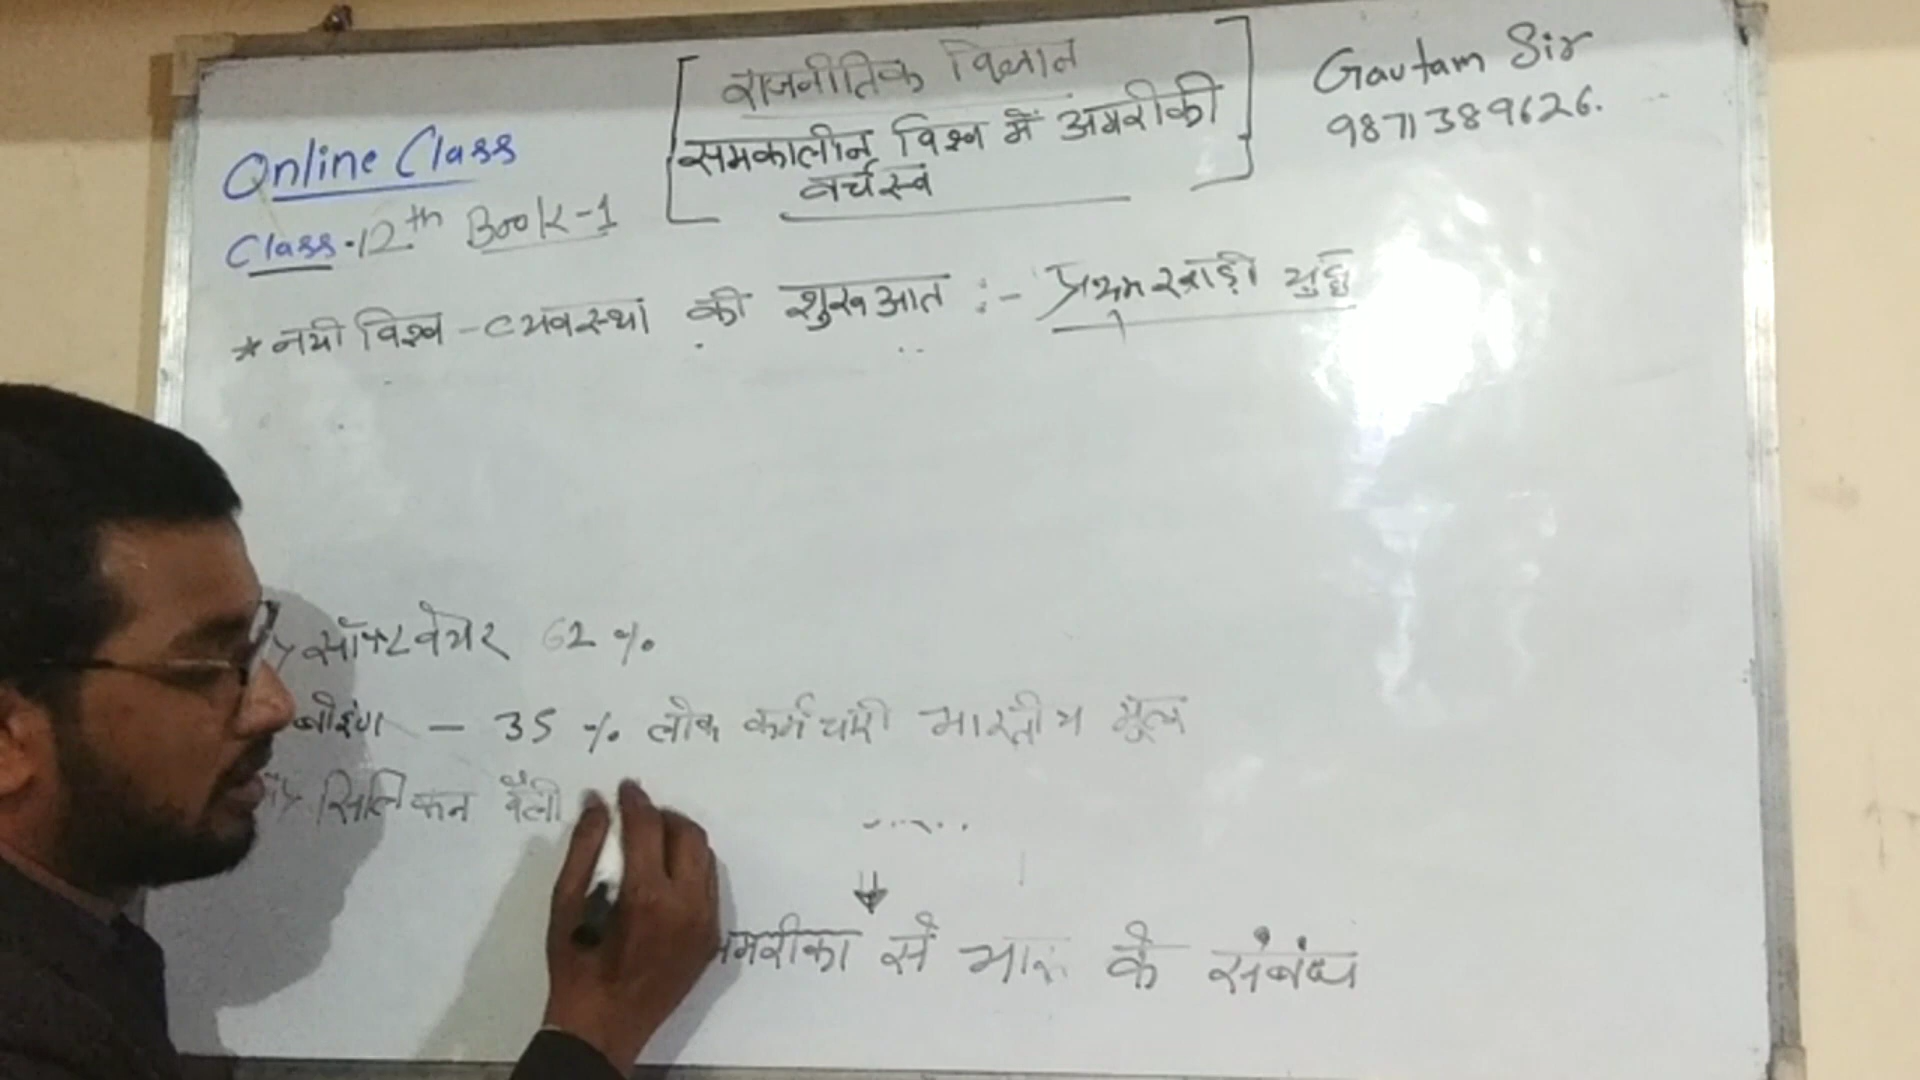 राजनीतिक विज्ञान
समकालीन विश्व में अमरीकी
वर्चस्व
Gautam Sir
9871389626.
Online Class
Class-12th Book-1
* नयी विश्व-व्यवस्था की शुरूआत :- प्रथम खाड़ी युद्ध
सॉफ्टवेयर 62%
बोइंग - 35% लोक कर्मचारी भारतीय मूल
सिलिकन वैली
अमरीका से भारत के संबंध